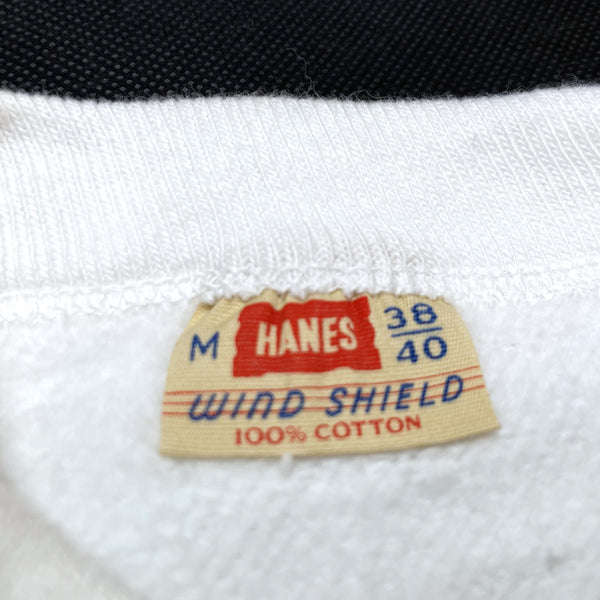 M HANES 38/40
WIND SHIELD
100% COTTON